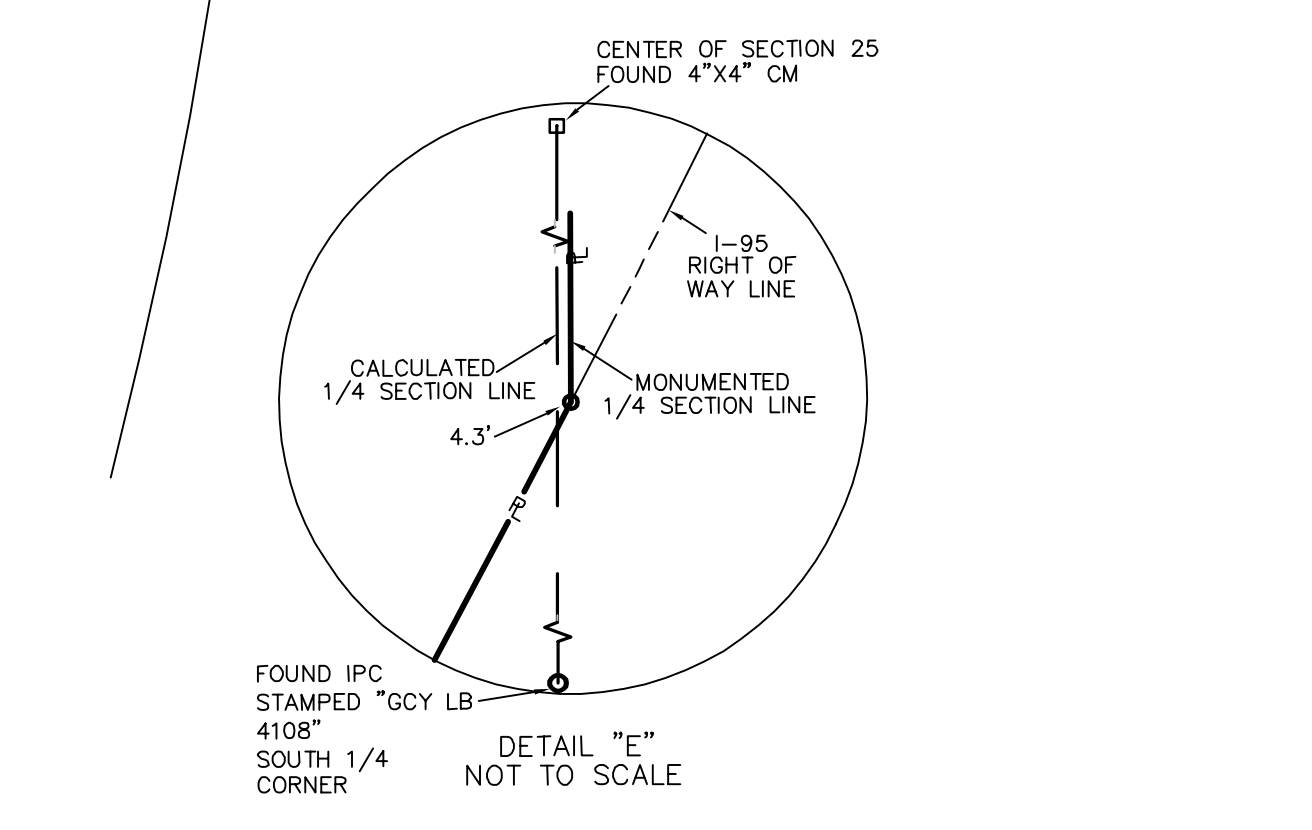 CENTER OF SECTION 25
FOUND 4"X4" CM
PL
I-95
RIGHT OF
WAY LINE
CALCULATED
1/4 SECTION LINE
MONUMENTED
1/4 SECTION LINE
4.3'
PL
FOUND IPC
STAMPED "GCY LB
4108"
SOUTH 1/4
CORNER
DETAIL "E"
NOT TO SCALE